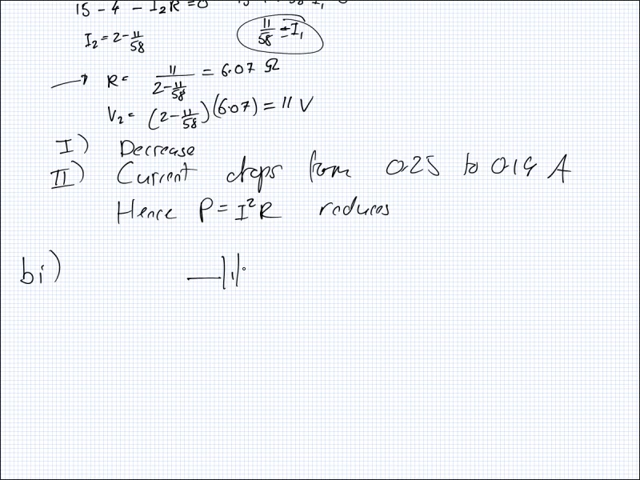 15 - 4 - I₂R = 0
I₂ = 2 - 11/58
11/58 = I₁
→ R = 11/(2 - 11/58) = 6.07 Ω
V₂ = (2 - 11/58)(6.07) = 11 V
I) Decrease
II) Current drops from 0.25 to 0.19 A
Hence P = I²R reduces
bi)